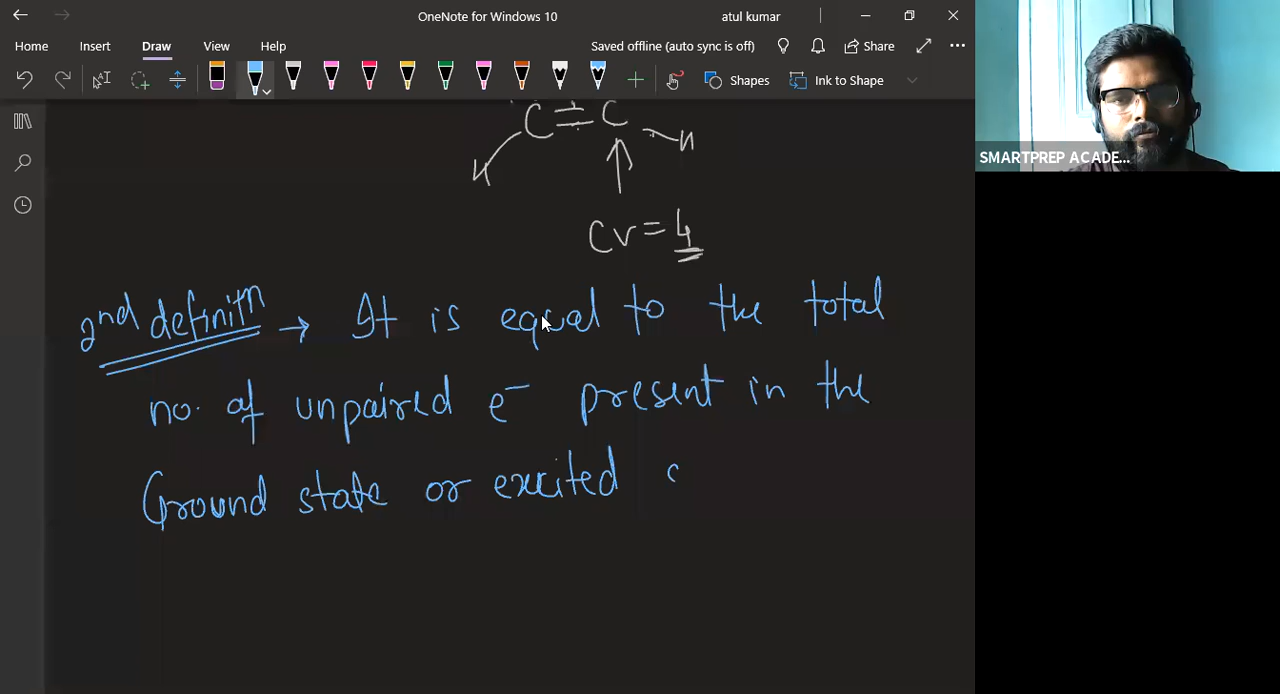 OneNote for Windows 10
atul kumar
Home Insert Draw View Help
Saved offline (auto sync is off)
Share
Shapes
Ink to Shape
SMARTPREP ACADE...
C = C
H H
CV = 4
2nd definitn → It is equal to the total
no. of unpaired e⁻ present in the
Ground state or excited